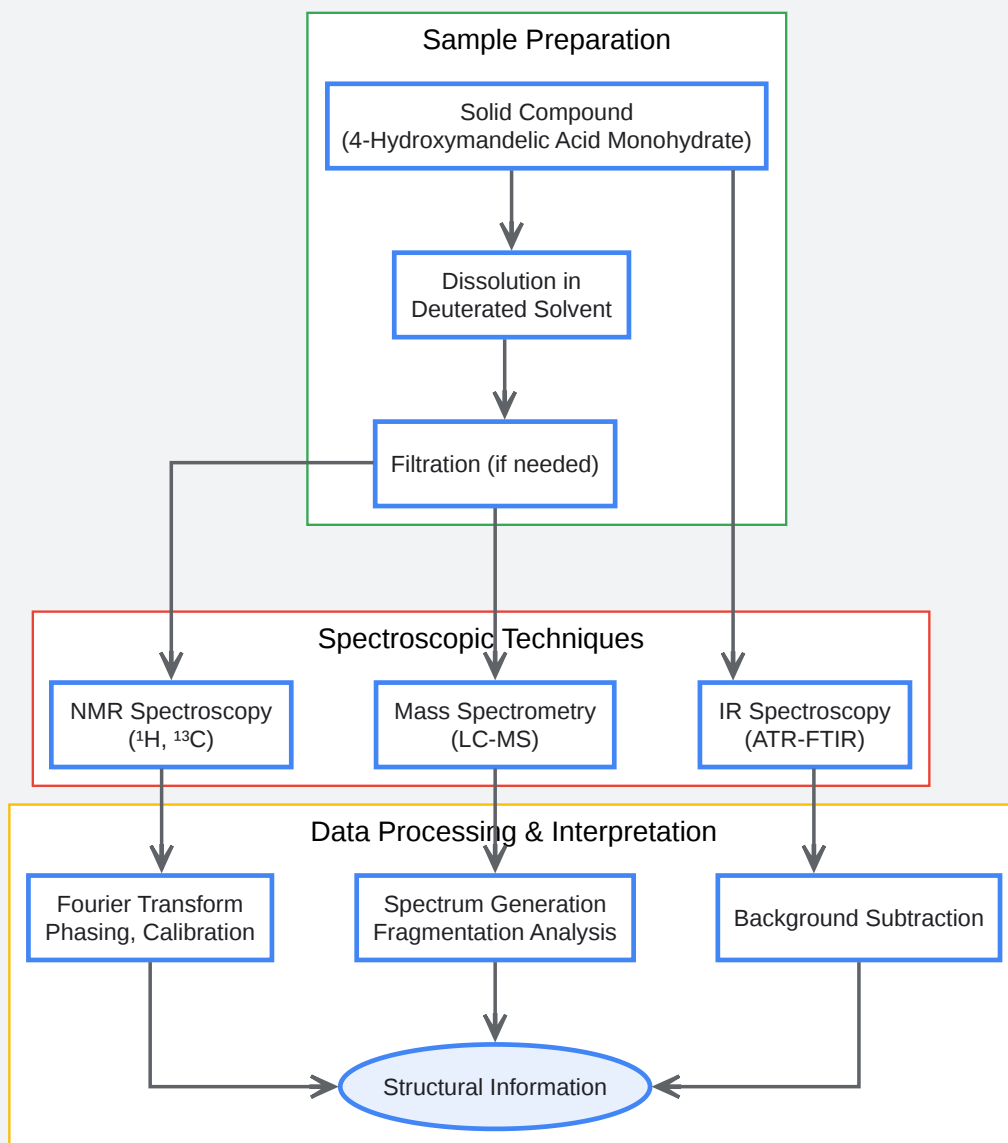 Sample Preparation
Solid Compound
(4-Hydroxymandelic Acid Monohydrate)
Dissolution in
Deuterated Solvent
Filtration (if needed)
Spectroscopic Techniques
NMR Spectroscopy
(¹H, ¹³C)
Mass Spectrometry
(LC-MS)
IR Spectroscopy
(ATR-FTIR)
Data Processing & Interpretation
Fourier Transform
Phasing, Calibration
Spectrum Generation
Fragmentation Analysis
Background Subtraction
Structural Information